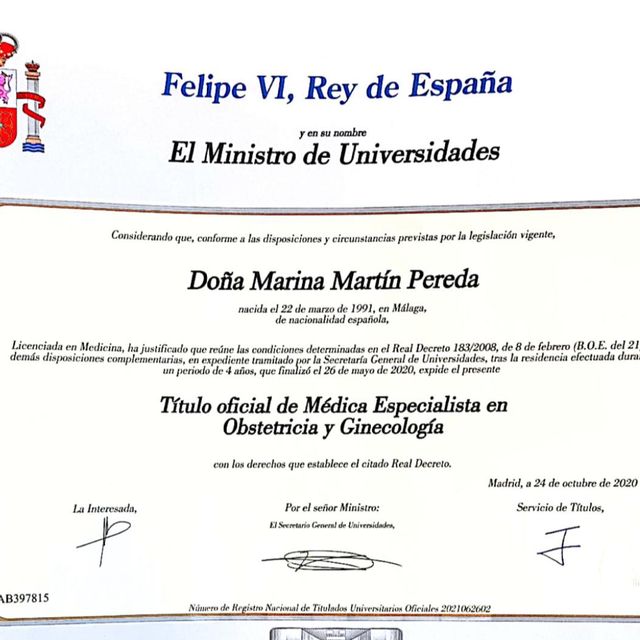 Felipe VI, Rey de España
y en su nombre
El Ministro de Universidades
Considerando que, conforme a las disposiciones y circunstancias previstas por la legislación vigente,
Doña Marina Martín Pereda
nacida el 22 de marzo de 1991, en Málaga,
de nacionalidad española,
Licenciada en Medicina, ha justificado que reúne las condiciones determinadas en el Real Decreto 183/2008, de 8 de febrero (B.O.E. del 21
demás disposiciones complementarias, en expediente tramitado por la Secretaría General de Universidades, tras la residencia efectuada dura
un periodo de 4 años, que finalizó el 26 de mayo de 2020, expide el presente
Título oficial de Médica Especialista en
Obstetricia y Ginecología
con los derechos que establece el citado Real Decreto.
Madrid, a 24 de octubre de 2020
La Interesada,
Por el señor Ministro:
Servicio de Títulos,
El Secretario General de Universidades,
AB397815
Número de Registro Nacional de Titulados Universitarios Oficiales 2021062602